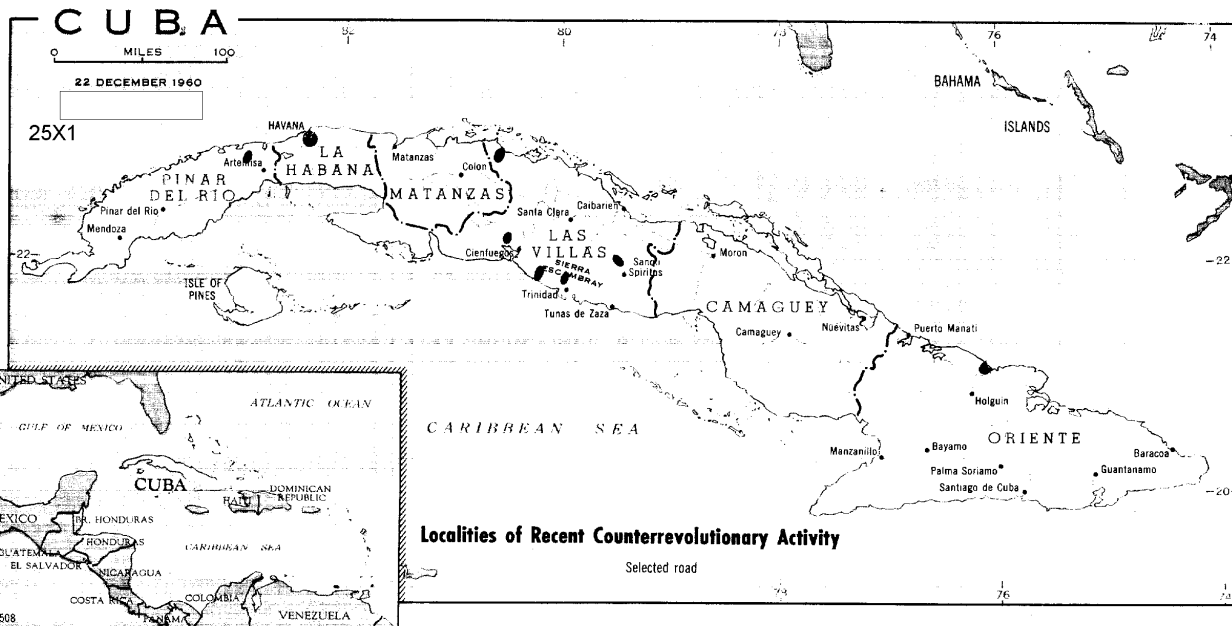 CUBA
0 MILES 100
22 DECEMBER 1960
25X1
82
80
78
76
74
BAHAMA
ISLANDS
HAVANA
LA
HABANA
Artemisa
PINAR
DEL RIO
Pinar del Rio
Mendoza
Matanzas
Colon
MATANZAS
22
22
ISLE OF
PINES
Santa Clara
Caibarien
LAS
VILLAS
Cienfuegos
SIERRA
ESCAMBRAY
Sancti
Spiritos
Trinidad
Tunas de Zaza
Moron
CAMAGUEY
Camaguey
Nuevitas
Puerto Manati
Holguin
ORIENTE
Manzanillo
Bayamo
Baracoa
Palma Soriamo
Guantanamo
Santiago de Cuba
20
CARIBBEAN SEA
Localities of Recent Counterrevolutionary Activity
Selected road
78
76
74
UNITED STATES
ATLANTIC OCEAN
GULF OF MEXICO
CUBA
HAITI
DOMINICAN
REPUBLIC
MEXICO
BR. HONDURAS
HONDURAS
CARIBBEAN SEA
GUATEMALA
EL SALVADOR
NICARAGUA
COSTA RICA
PANAMA
COLOMBIA
VENEZUELA
508